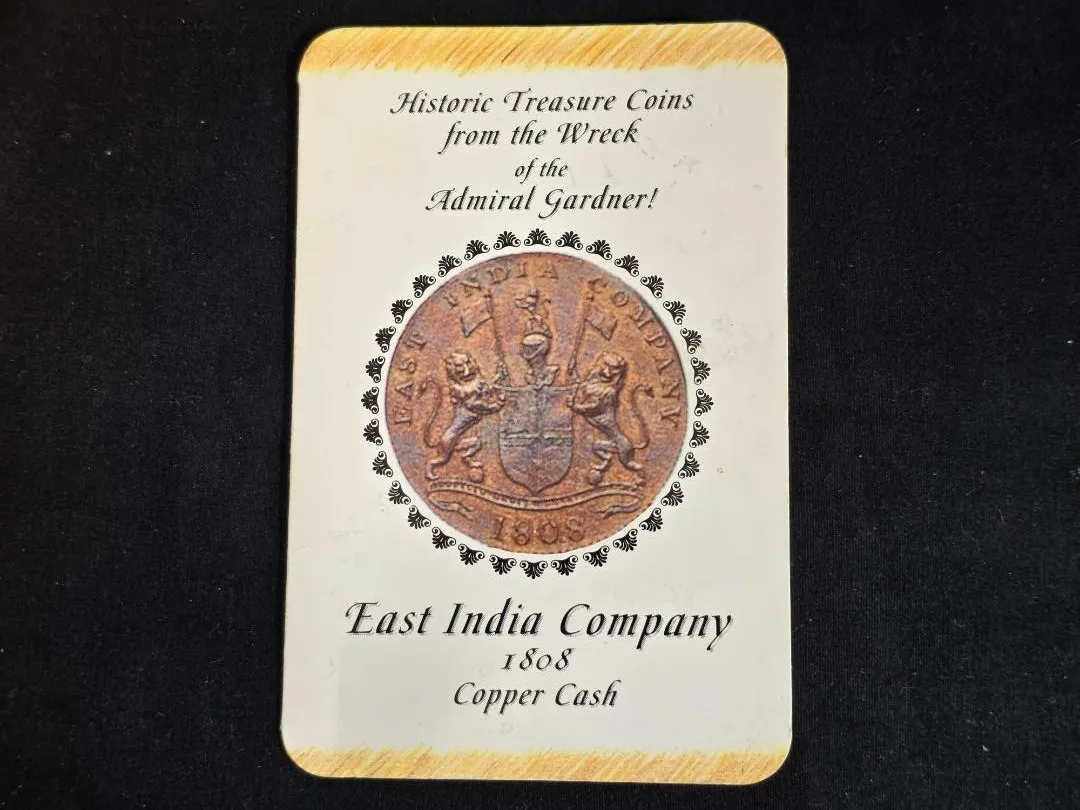 Historic Treasure Coins
from the Wreck
of the
Admiral Gardner!
EAST INDIA COMPANY
1808
East India Company
1808
Copper Cash